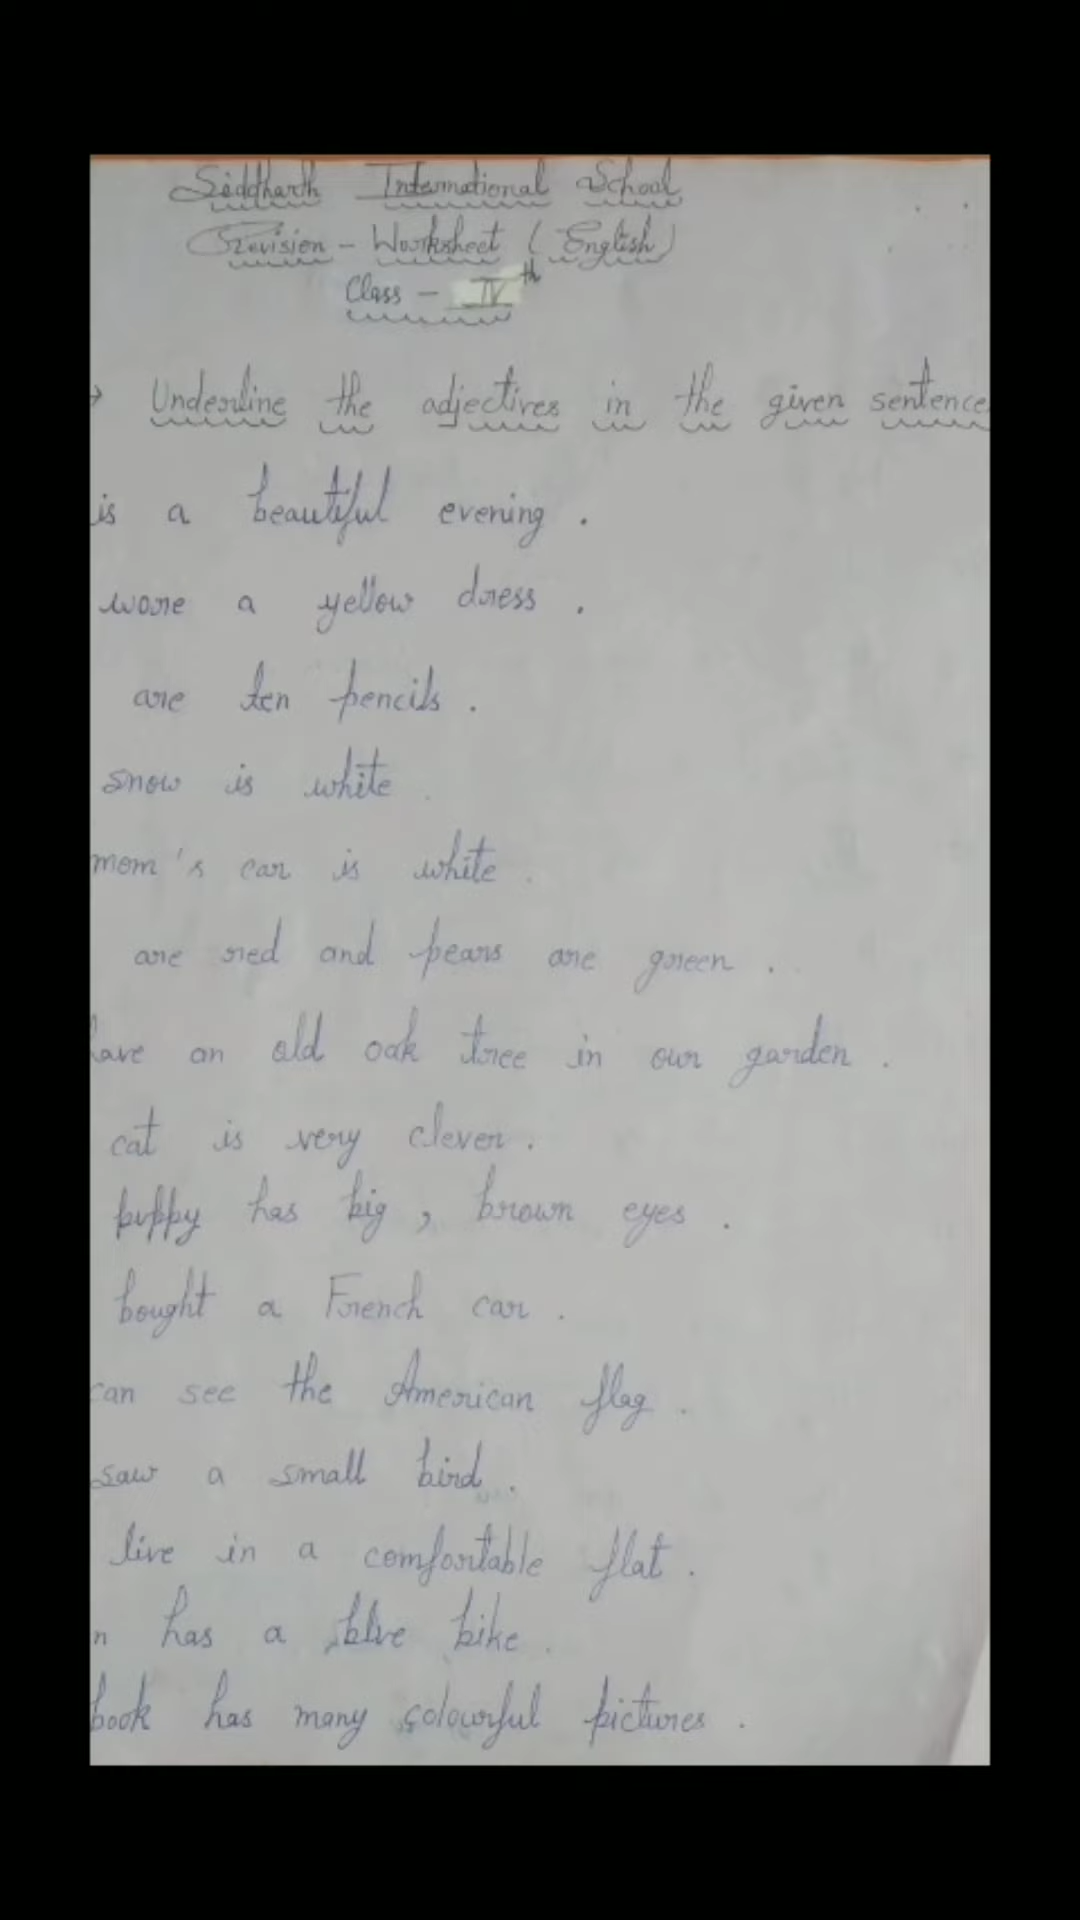 Siddharth International School
Revision - Worksheet (English)
Class - IVth
→ Underline the adjectives in the given sentence
is a beautiful evening.
wore a yellow dress.
are ten pencils.
snow is white.
mom's car is white.
are red and pears are green.
have an old oak tree in our garden.
cat is very clever.
puppy has big, brown eyes.
bought a French car.
can see the American flag.
saw a small bird.
live in a comfortable flat.
n has a blue bike.
book has many colourful pictures.